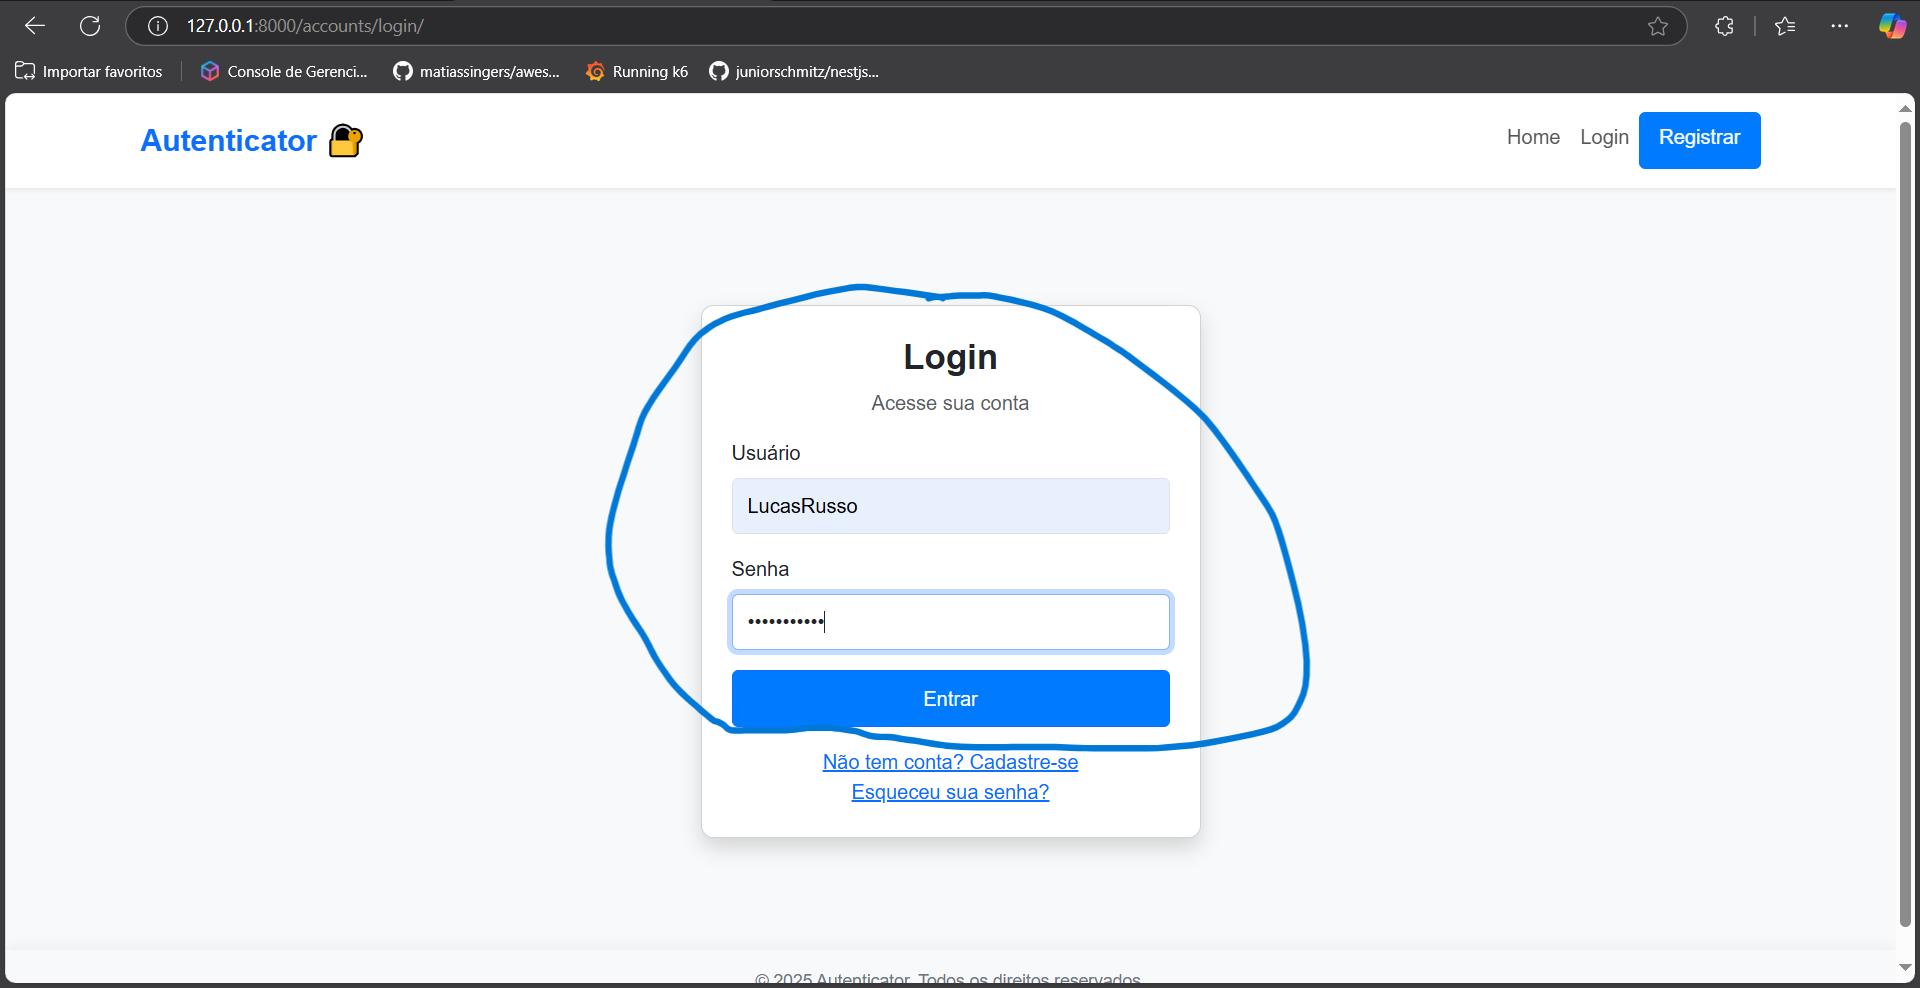 127.0.0.1:8000/accounts/login/
Importar favoritos
Console de Gerenci...
matiassingers/awes...
Running k6
juniorschmitz/nestjs...
Autenticator
Home
Login
Registrar
Login
Acesse sua conta
Usuário
LucasRusso
Senha
•••••••••••
Entrar
Não tem conta? Cadastre-se
Esqueceu sua senha?
© 2025 Autenticator. Todos os direitos reservados.